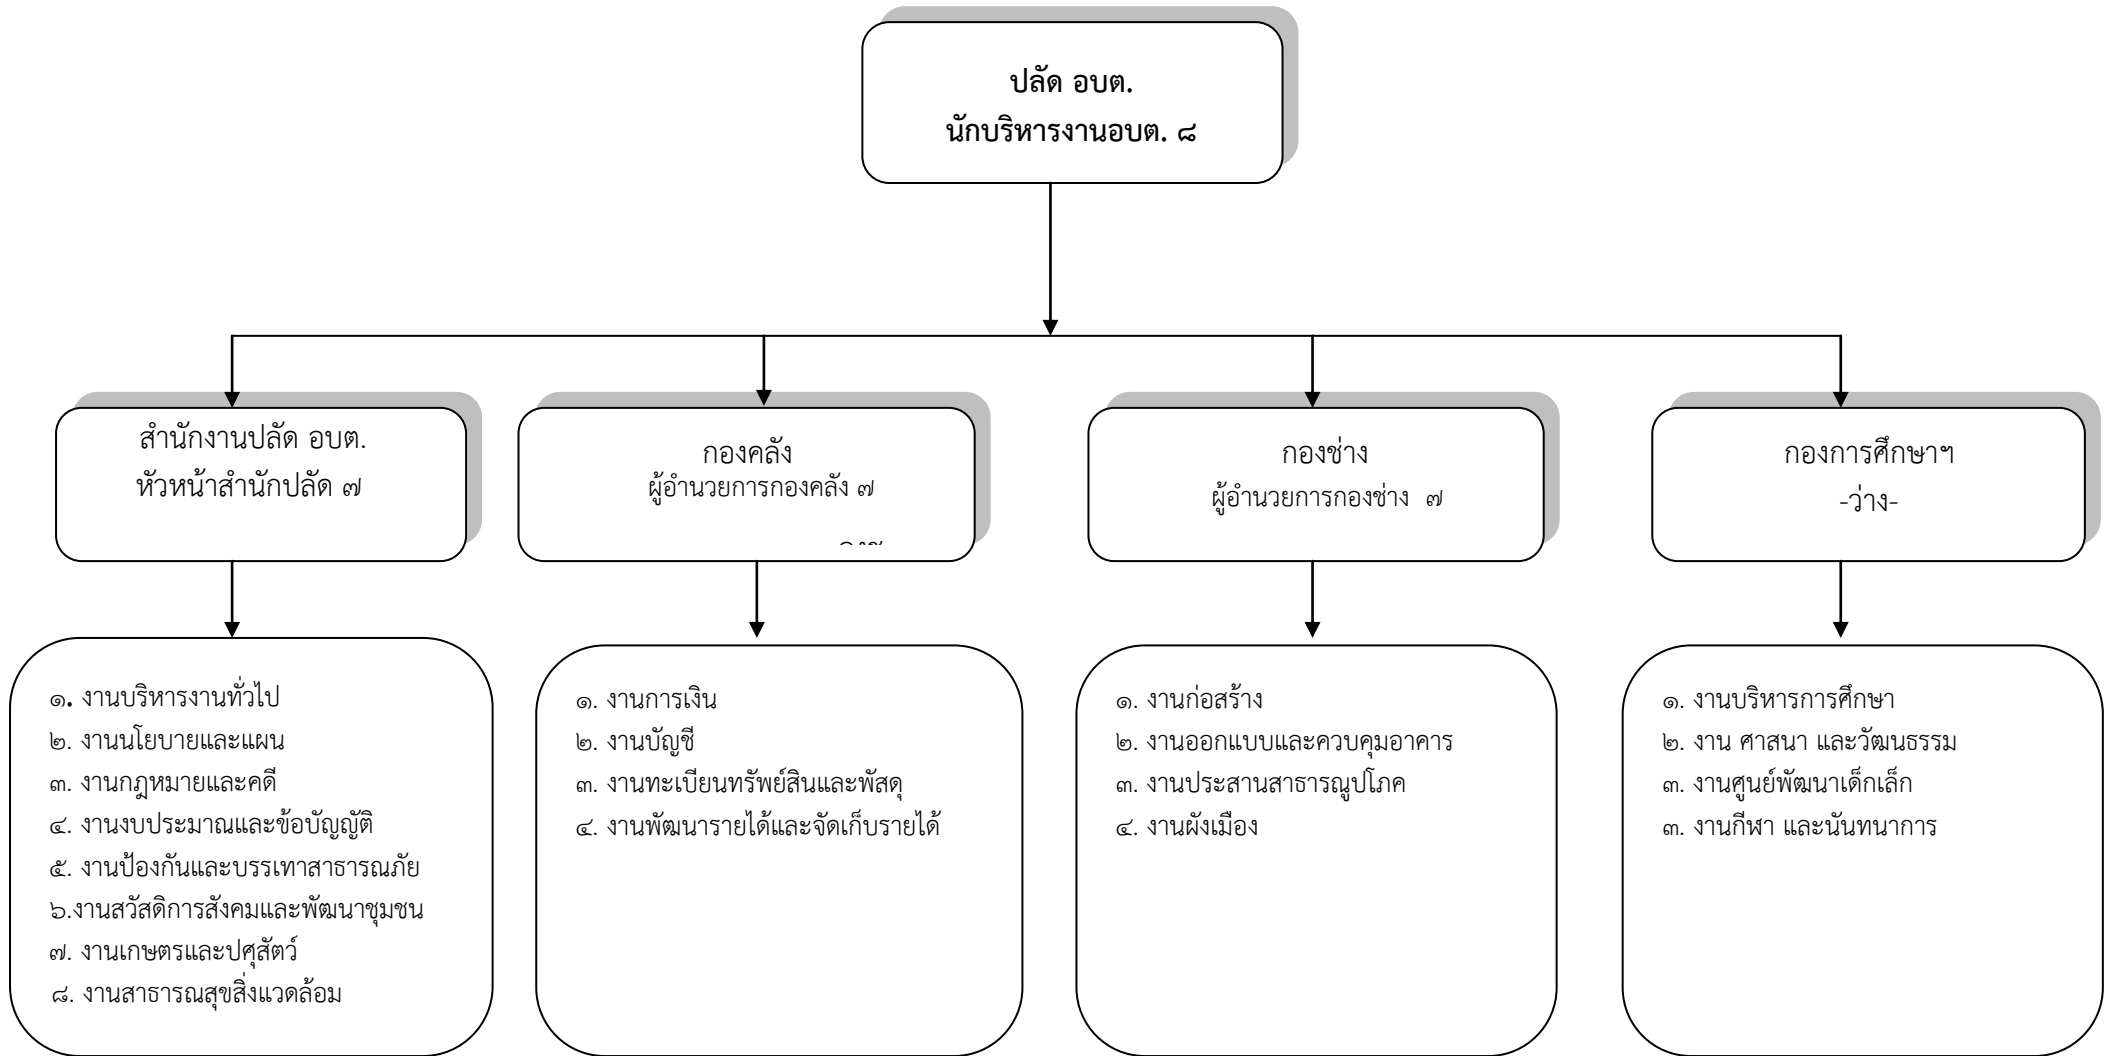 ปลัด อบต.
นักบริหารงานอบต. ๘
สำนักงานปลัด อบต.
หัวหน้าสำนักปลัด ๗
กองคลัง
ผู้อำนวยการกองคลัง ๗
กองช่าง
ผู้อำนวยการกองช่าง ๗
กองการศึกษาฯ
-ว่าง-
๑. งานบริหารงานทั่วไป
๒. งานนโยบายและแผน
๓. งานกฎหมายและคดี
๔. งานงบประมาณและข้อบัญญัติ
๕. งานป้องกันและบรรเทาสาธารณภัย
๖.งานสวัสดิการสังคมและพัฒนาชุมชน
๗. งานเกษตรและปศุสัตว์
๘. งานสาธารณสุขสิ่งแวดล้อม
๑. งานการเงิน
๒. งานบัญชี
๓. งานทะเบียนทรัพย์สินและพัสดุ
๔. งานพัฒนารายได้และจัดเก็บรายได้
๑. งานก่อสร้าง
๒. งานออกแบบและควบคุมอาคาร
๓. งานประสานสาธารณูปโภค
๔. งานผังเมือง
๑. งานบริหารการศึกษา
๒. งาน ศาสนา และวัฒนธรรม
๓. งานศูนย์พัฒนาเด็กเล็ก
๓. งานกีฬา และนันทนาการ